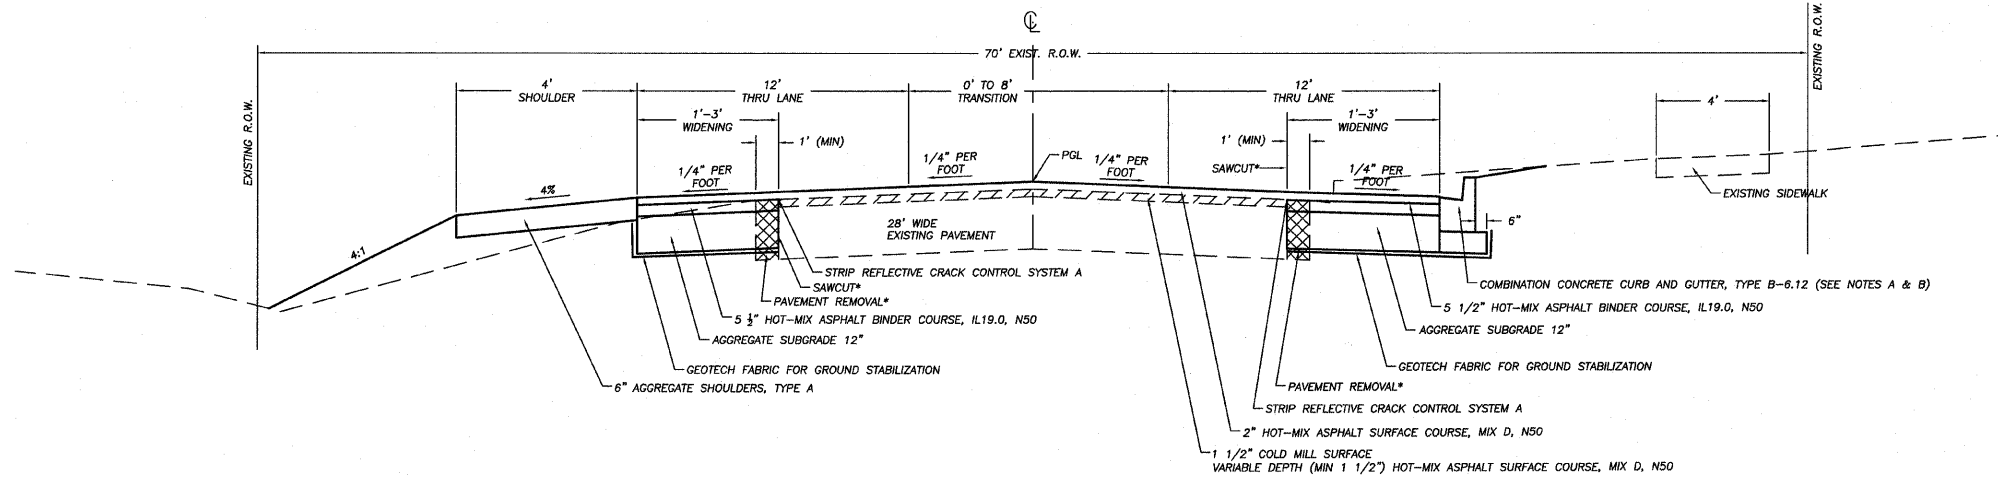 ℄
70' EXIST. R.O.W.
EXISTING R.O.W.
EXISTING R.O.W.
4'
SHOULDER
12'
THRU LANE
0' TO 8'
TRANSITION
12'
THRU LANE
4'
1'-3'
WIDENING
1'-3'
WIDENING
1' (MIN)
1' (MIN)
1/4" PER
FOOT
1/4" PER
FOOT
PGL
1/4" PER
FOOT
SAWCUT*
1/4" PER
FOOT
4%
4:1
EXISTING SIDEWALK
6"
28' WIDE
EXISTING PAVEMENT
STRIP REFLECTIVE CRACK CONTROL SYSTEM A
SAWCUT*
PAVEMENT REMOVAL*
5 ½" HOT-MIX ASPHALT BINDER COURSE, IL19.0, N50
AGGREGATE SUBGRADE 12"
GEOTECH FABRIC FOR GROUND STABILIZATION
6" AGGREGATE SHOULDERS, TYPE A
COMBINATION CONCRETE CURB AND GUTTER, TYPE B-6.12 (SEE NOTES A & B)
5 1/2" HOT-MIX ASPHALT BINDER COURSE, IL19.0, N50
AGGREGATE SUBGRADE 12"
GEOTECH FABRIC FOR GROUND STABILIZATION
PAVEMENT REMOVAL*
STRIP REFLECTIVE CRACK CONTROL SYSTEM A
2" HOT-MIX ASPHALT SURFACE COURSE, MIX D, N50
1 1/2" COLD MILL SURFACE
VARIABLE DEPTH (MIN 1 1/2") HOT-MIX ASPHALT SURFACE COURSE, MIX D, N50